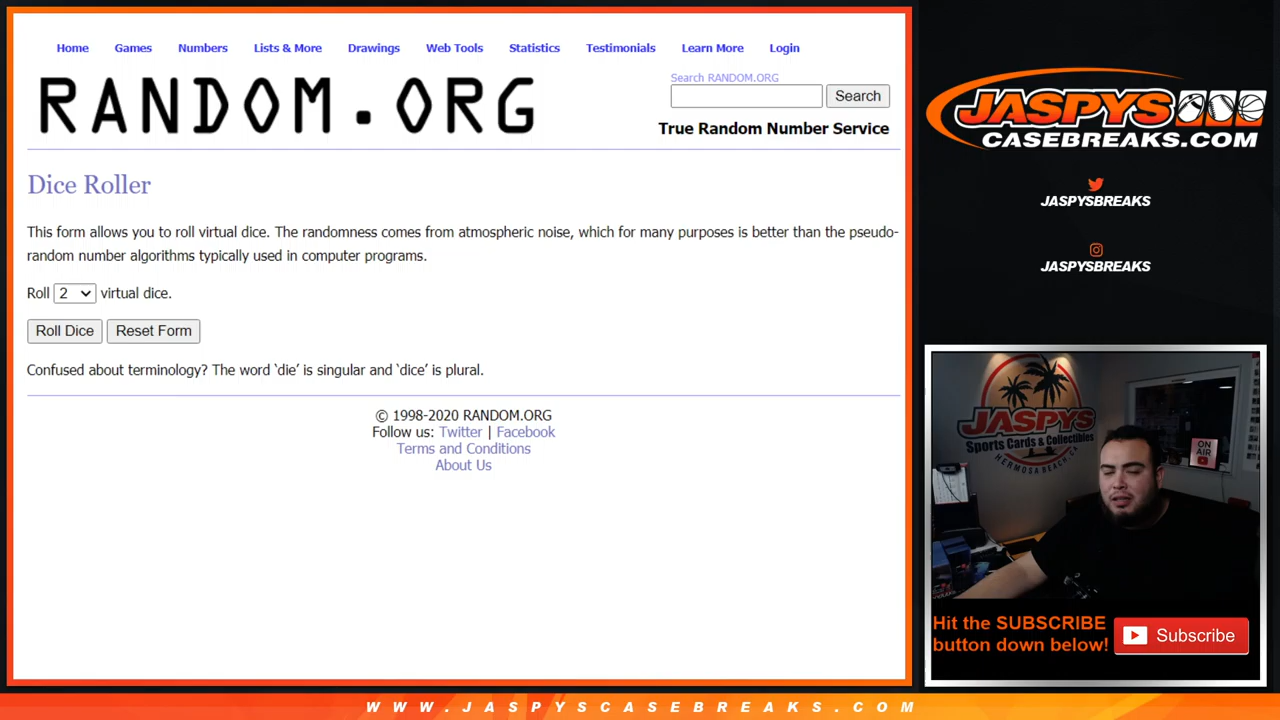 Home Games Numbers Lists & More Drawings Web Tools Statistics Testimonials Learn More Login
RANDOM.ORG
Search RANDOM.ORG
Search
True Random Number Service
Dice Roller
This form allows you to roll virtual dice. The randomness comes from atmospheric noise, which for many purposes is better than the pseudo-
random number algorithms typically used in computer programs.
Roll 2 virtual dice.
Roll Dice Reset Form
Confused about terminology? The word ‘die’ is singular and ‘dice’ is plural.
© 1998-2020 RANDOM.ORG
Follow us: Twitter | Facebook
Terms and Conditions
About Us
JASPYS
CASEBREAKS.COM
JASPYSBREAKS
JASPYSBREAKS
JASPYS
Sports Cards & Collectibles
HERMOSA BEACH, CA
ON
AIR
Hit the SUBSCRIBE
button down below!
Subscribe
WWW.JASPYSCASEBREAKS.COM